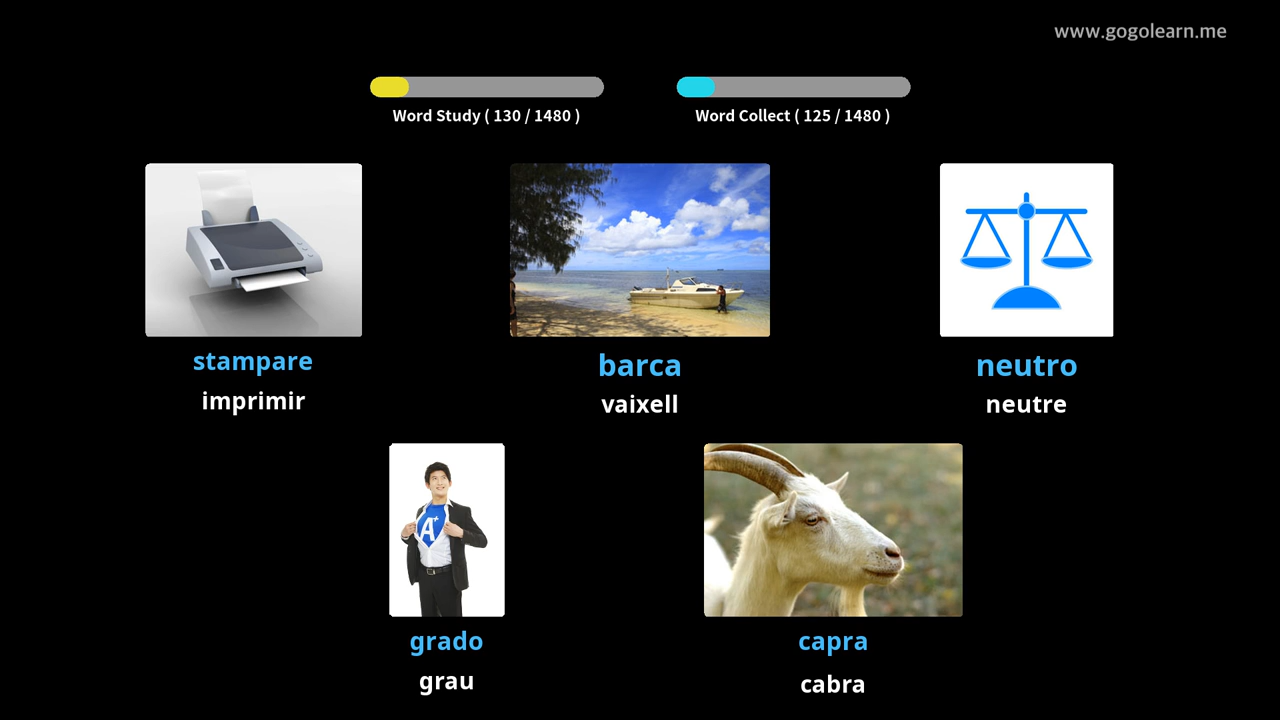 www.gogolearn.me
Word Study ( 130 / 1480 )
Word Collect ( 125 / 1480 )
stampare
imprimir
barca
vaixell
neutro
neutre
A+
grado
grau
capra
cabra